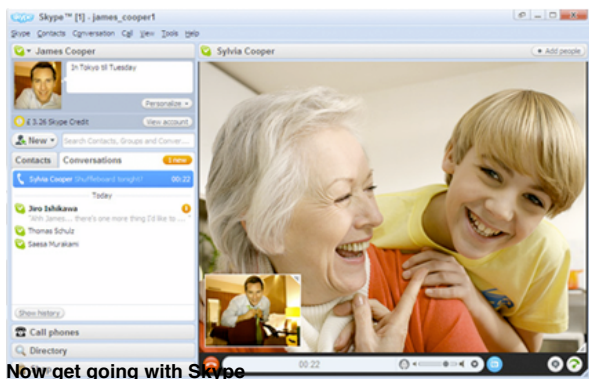 Skype™ [1] - james_cooper1
Skype Contacts Conversation Call View Tools Help
James Cooper
Sylvia Cooper
Add people
In Tokyo til Tuesday
Personalize
£ 3.26 Skype Credit
View account
New
Search Contacts, Groups and Conver...
Contacts Conversations 1 new
Sylvia Cooper Shuffleboard tonight? 00:22
Today
Jiro Ishikawa
"Ahh James... there's one more thing I'd like to ... "
Thomas Schulz
Saesa Murakami
Show history
Call phones
Directory
00:22
Now get going with Skype